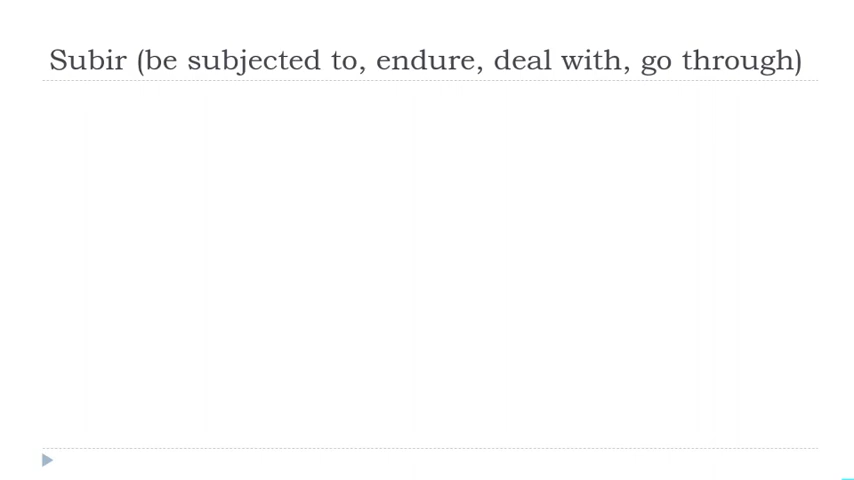 Subir (be subjected to, endure, deal with, go through)